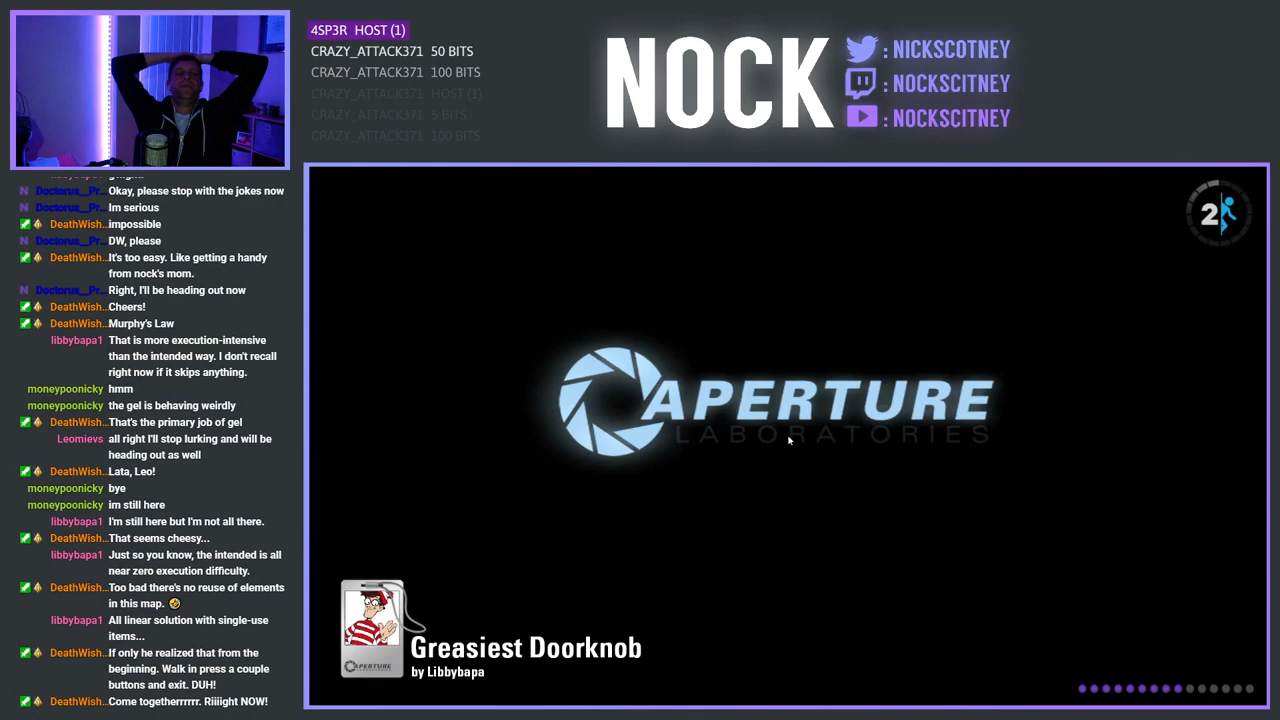 4SP3R HOST (1)
CRAZY_ATTACK371 50 BITS
CRAZY_ATTACK371 100 BITS
CRAZY_ATTACK371 HOST (1)
CRAZY_ATTACK371 5 BITS
CRAZY_ATTACK371 100 BITS
NOCK
: NICKSCOTNEY
: NOCKSCITNEY
: NOCKSCITNEY
Doctorus__Pr... Okay, please stop with the jokes now
Doctorus__Pr... Im serious
DeathWish... impossible
Doctorus__Pr... DW, please
DeathWish... It's too easy. Like getting a handy
from nock's mom.
Doctorus__Pr... Right, I'll be heading out now
DeathWish... Cheers!
DeathWish... Murphy's Law
libbybapa1 That is more execution-intensive
than the intended way. I don't recall
right now if it skips anything.
moneypoonicky hmm
moneypoonicky the gel is behaving weirdly
DeathWish... That's the primary job of gel
Leomievs all right I'll stop lurking and will be
heading out as well
DeathWish... Lata, Leo!
moneypoonicky bye
moneypoonicky im still here
libbybapa1 I'm still here but I'm not all there.
DeathWish... That seems cheesy...
libbybapa1 Just so you know, the intended is all
near zero execution difficulty.
DeathWish... Too bad there's no reuse of elements
in this map. 🤣
libbybapa1 All linear solution with single-use
items...
DeathWish... If only he realized that from the
beginning. Walk in press a couple
buttons and exit. DUH!
DeathWish... Come togetherrrrrr. Riiiight NOW!
2
APERTURE
LABORATORIES
APERTURE
Greasiest Doorknob
by Libbybapa